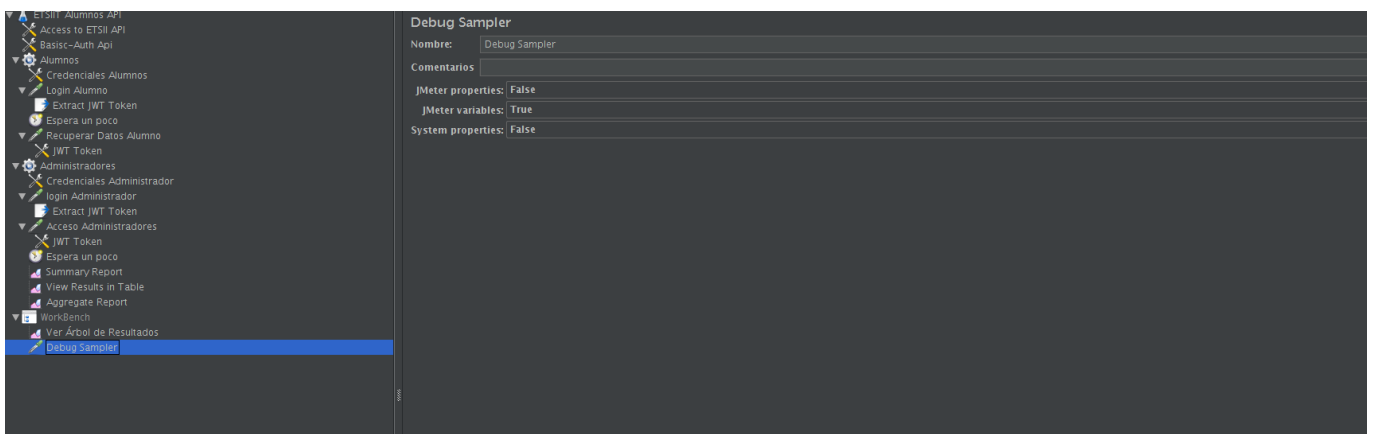 ETSIIT Alumnos API
Access to ETSII API
Basisc-Auth Api
Alumnos
Credenciales Alumnos
Login Alumno
Extract JWT Token
Espera un poco
Recuperar Datos Alumno
JWT Token
Administradores
Credenciales Administrador
login Administrador
Extract JWT Token
Acceso Administradores
JWT Token
Espera un poco
Summary Report
View Results in Table
Aggregate Report
WorkBench
Ver Árbol de Resultados
Debug Sampler
Debug Sampler
Nombre: Debug Sampler
Comentarios
JMeter properties: False
JMeter variables: True
System properties: False